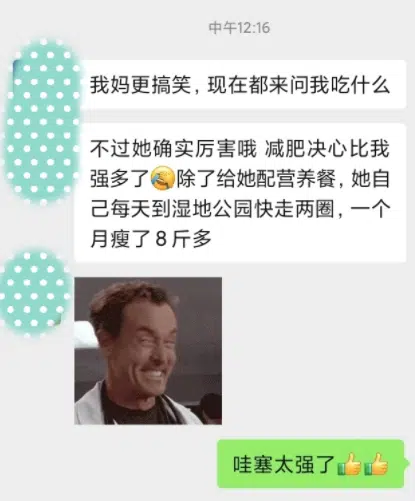 中午12:16
我妈更搞笑，现在都来问我吃什么
不过她确实厉害哦 减肥决心比我
强多了🤣除了给她配营养餐，她自
己每天到湿地公园快走两圈，一个
月瘦了８斤多
哇塞太强了👍👍